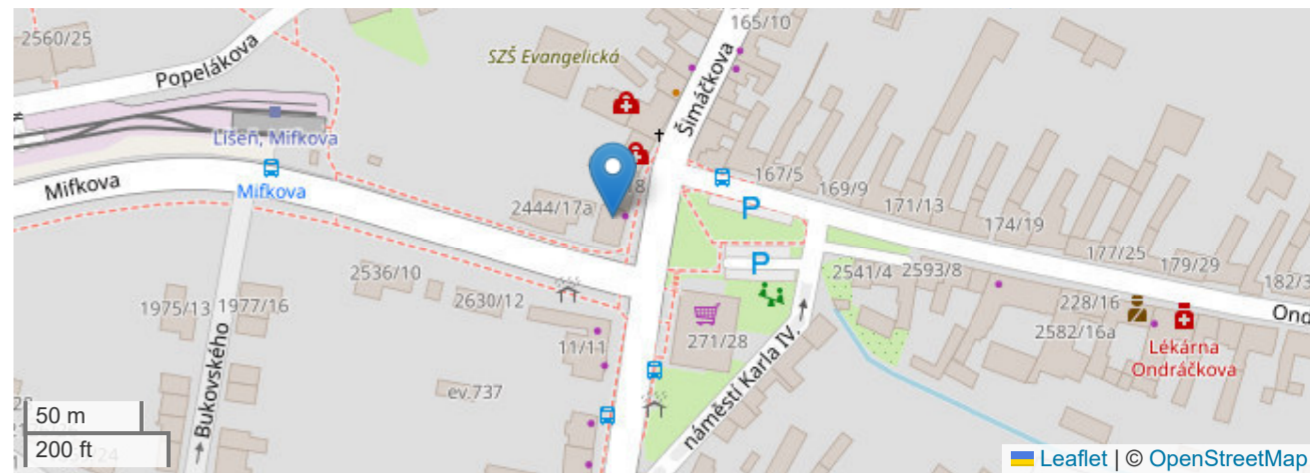 165/10
2560/25
SZŠ Evangelická
Popelákova
Šimáčkova
Líšeň, Mifkova
Mifkova
Mifkova
8
2444/17a
167/5
169/9
171/13
174/19
177/25
179/29
182/3
P
P
2536/10
2541/4
2593/8
1975/13
1977/16
2630/12
228/16
Ond
271/28
2582/16a
11/11
Lékárna
Ondráčkova
Bukovského
náměstí Karla IV.
ev.737
50 m
200 ft
24
Leaflet | © OpenStreetMap